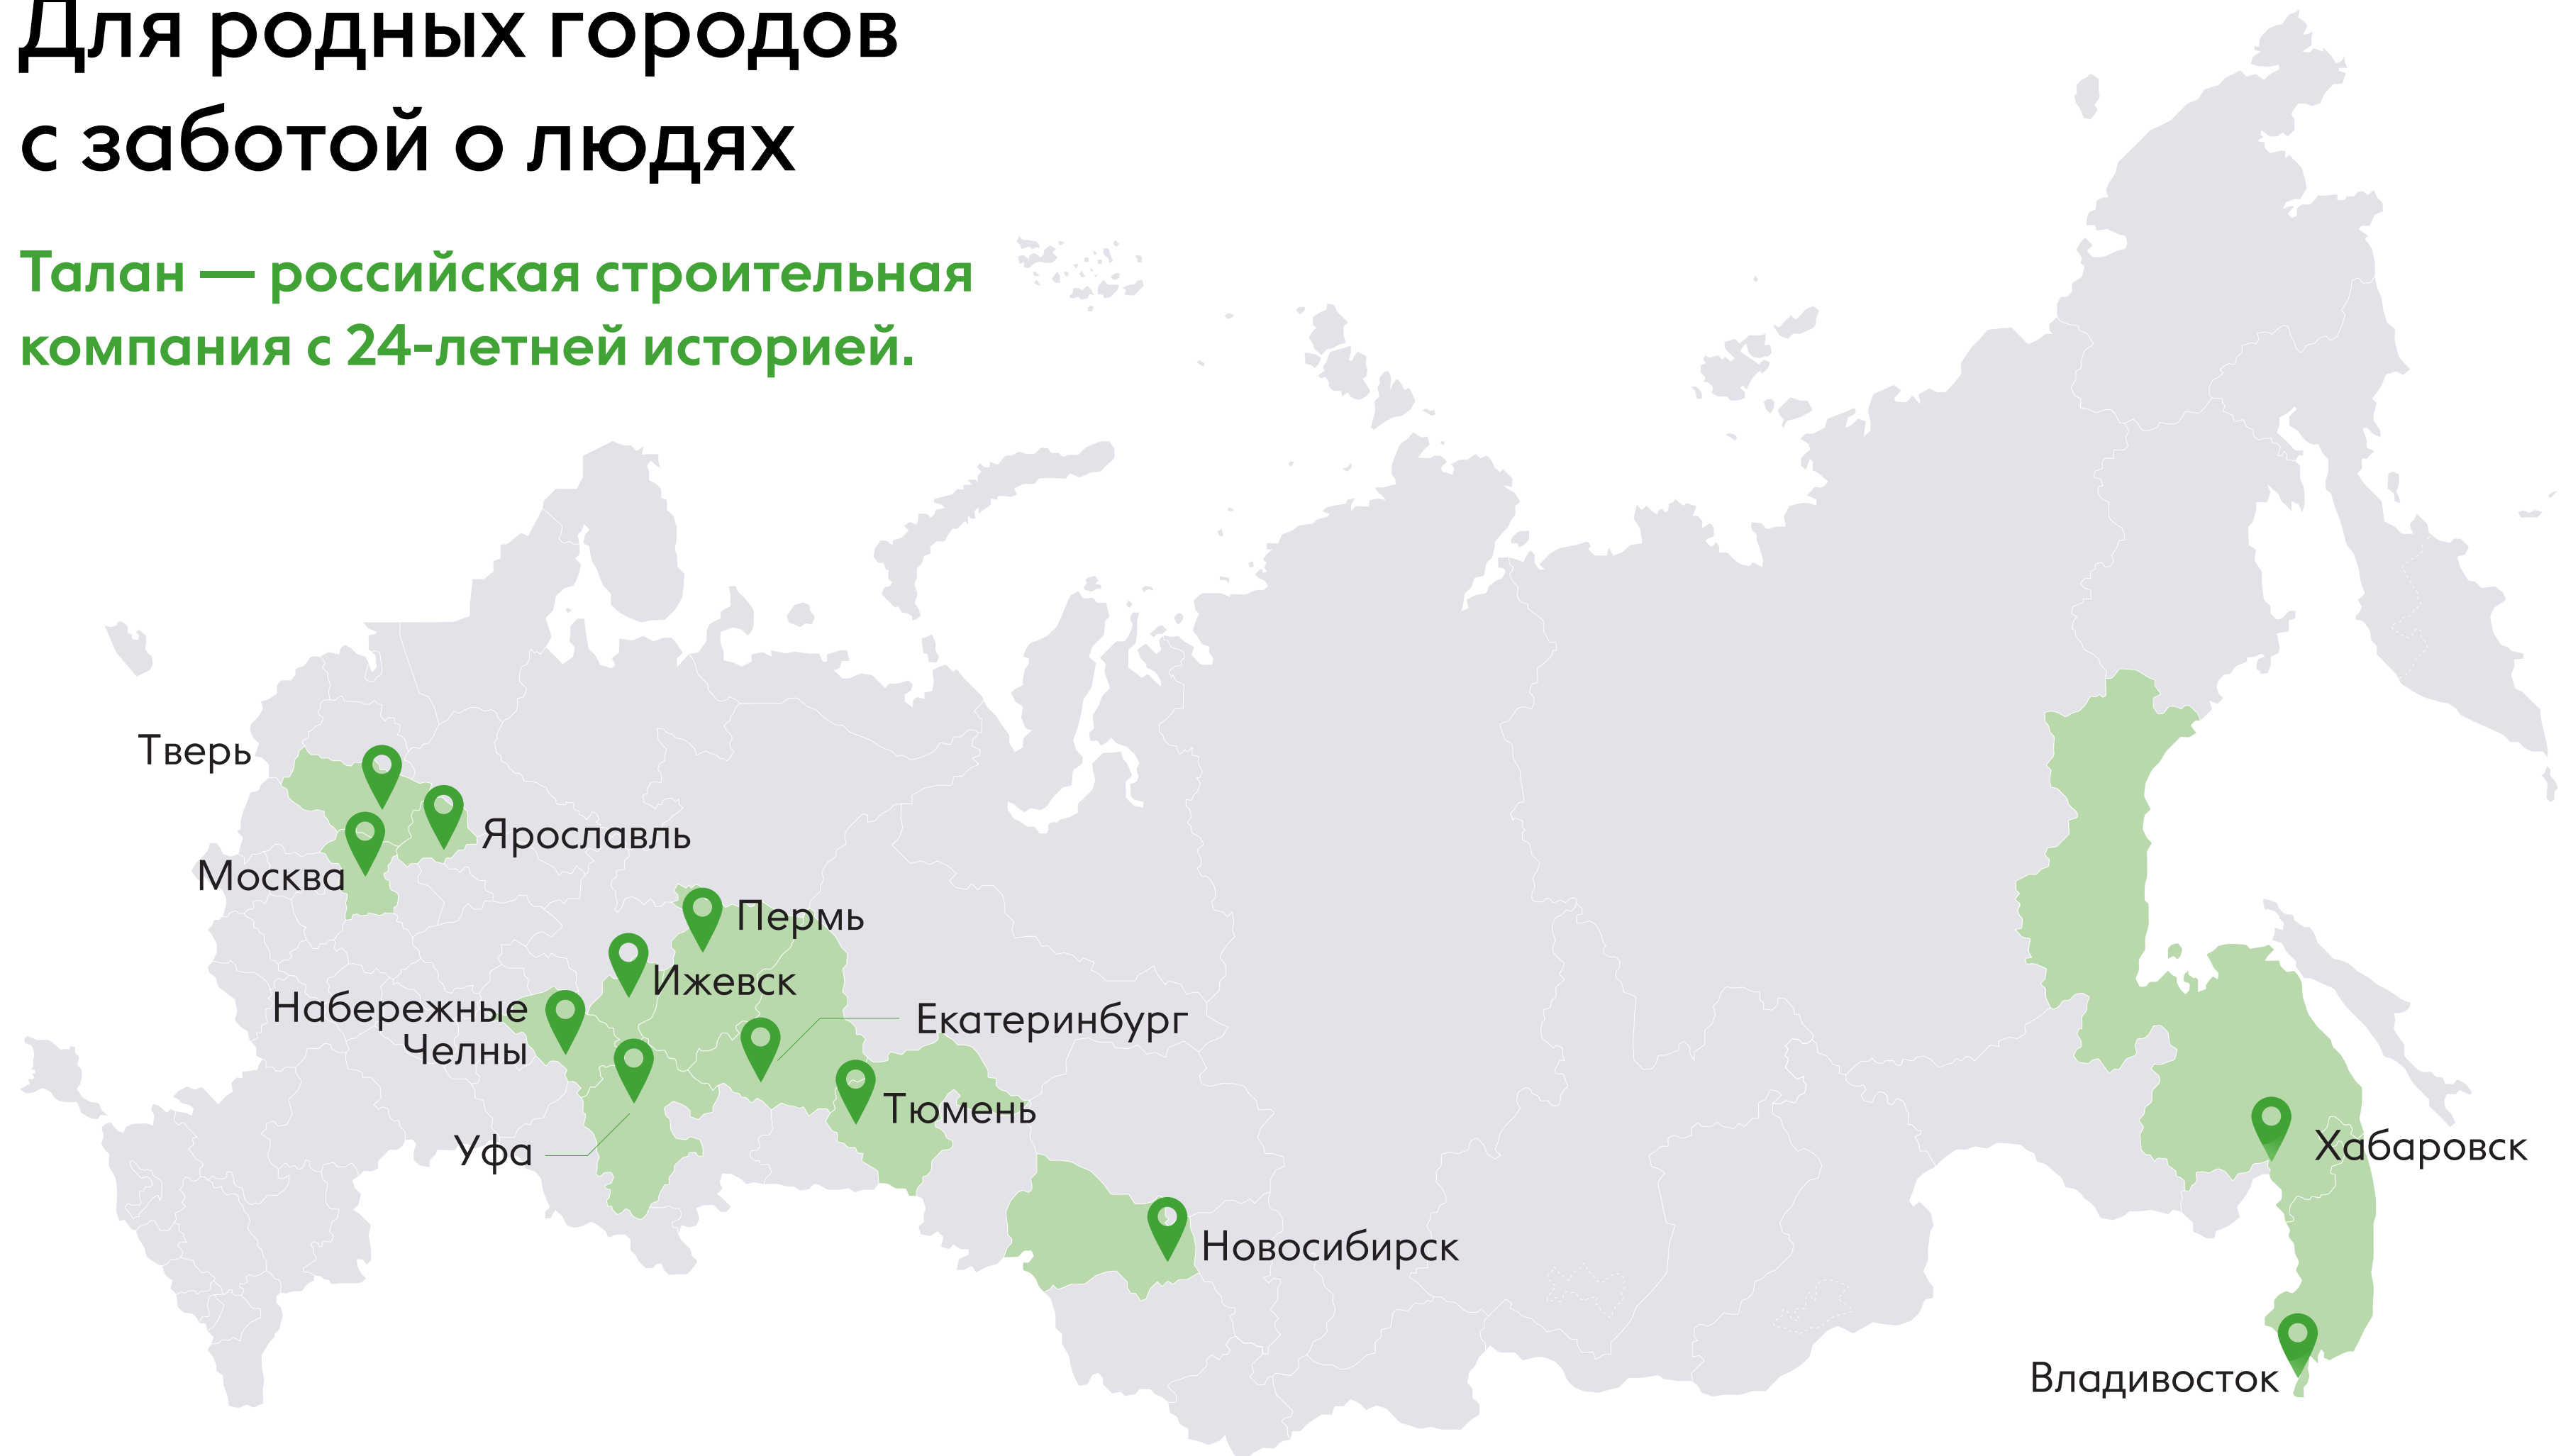 Для родных городов
с заботой о людях
Талан — российская строительная
компания с 24-летней историей.
Тверь
Ярославль
Москва
Пермь
Ижевск
Набережные
Челны
Екатеринбург
Тюмень
Уфа
Хабаровск
Новосибирск
Владивосток